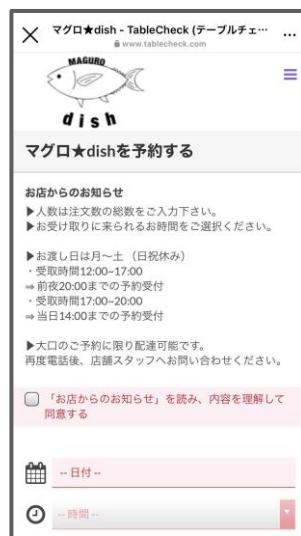 マグロ★dish - TableCheck (テーブルチェ…
www.tablecheck.com
MAGURO
dish
マグロ★dishを予約する
お店からのお知らせ
▶人数は注文数の総数をご入力下さい。
▶お受け取りに来られるお時間をご選択ください。
▶お渡し日は月〜土 （日祝休み）
・受取時間12:00~17:00
⇒ 前夜20:00までの予約受付
・受取時間17:00~20:00
⇒ 当日14:00までの予約受付
▶大口のご予約に限り配達可能です。
再度電話後、店舗スタッフへお問い合わせください。
「お店からのお知らせ」を読み、内容を理解して
同意する
-- 日付 --
-- 時間 --